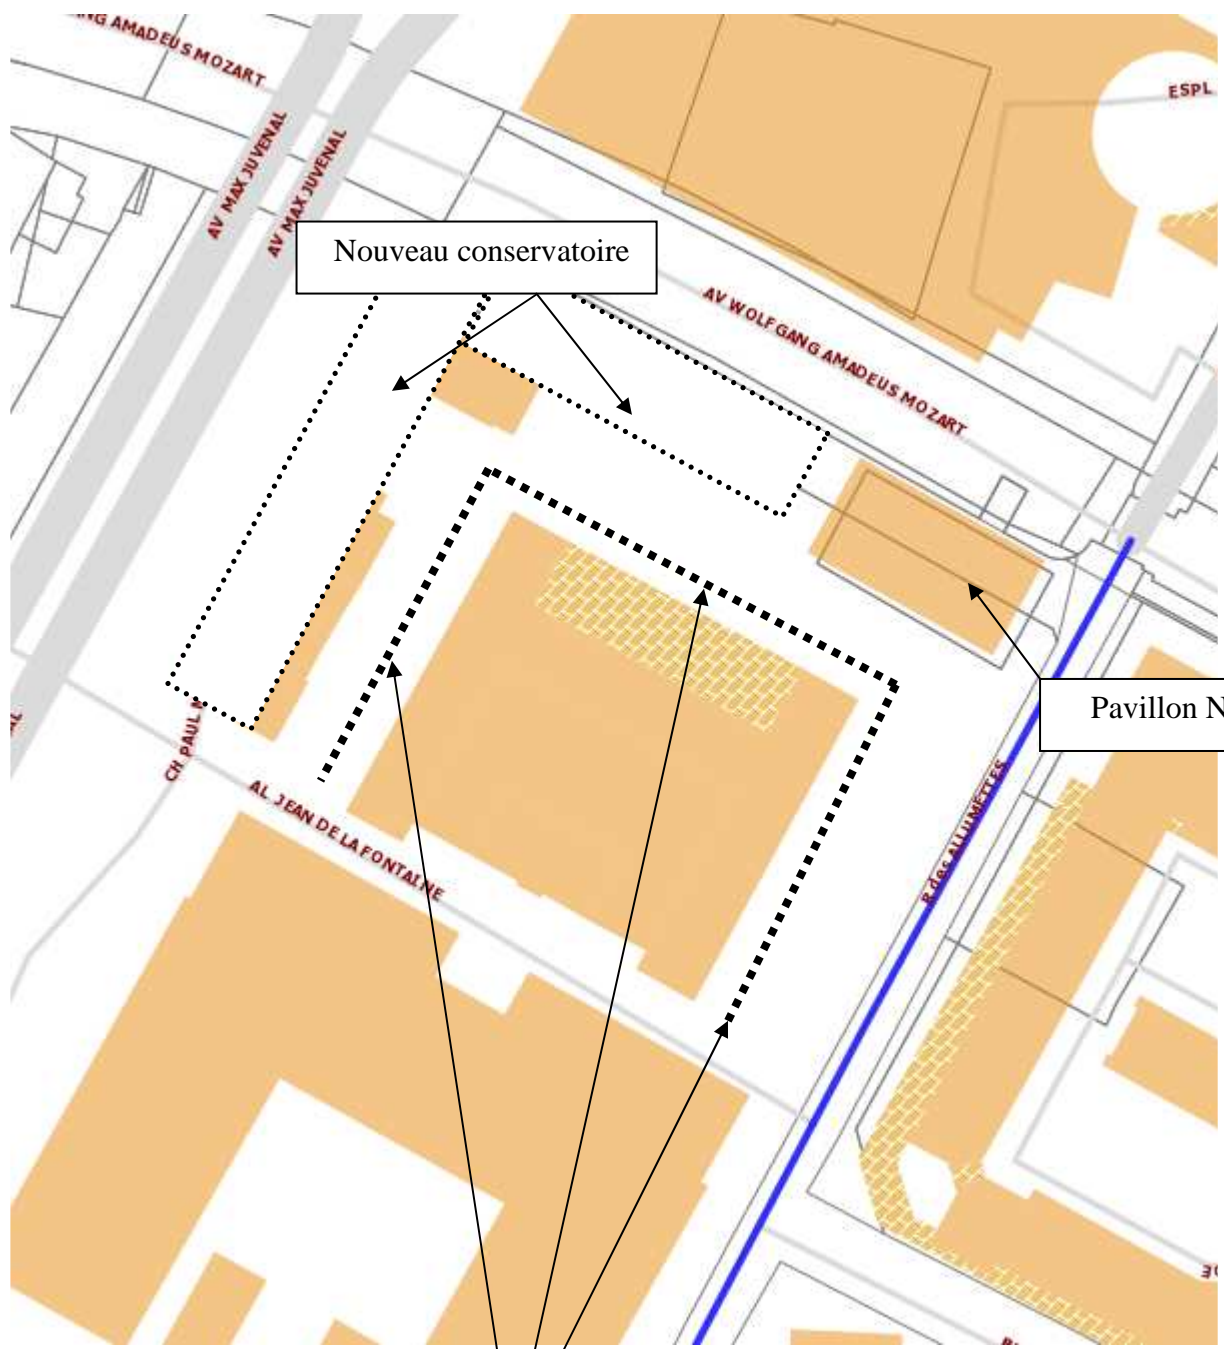 NG AMADEUS MOZART
ESPL
AV MAX JUVENAL
AV MAX JUVENAL
Nouveau conservatoire
AV WOLFGANG AMADEUS MOZART
Pavillon N
CH PAUL
AL JEAN DE LA FONTAINE
R des ALLUMETTES